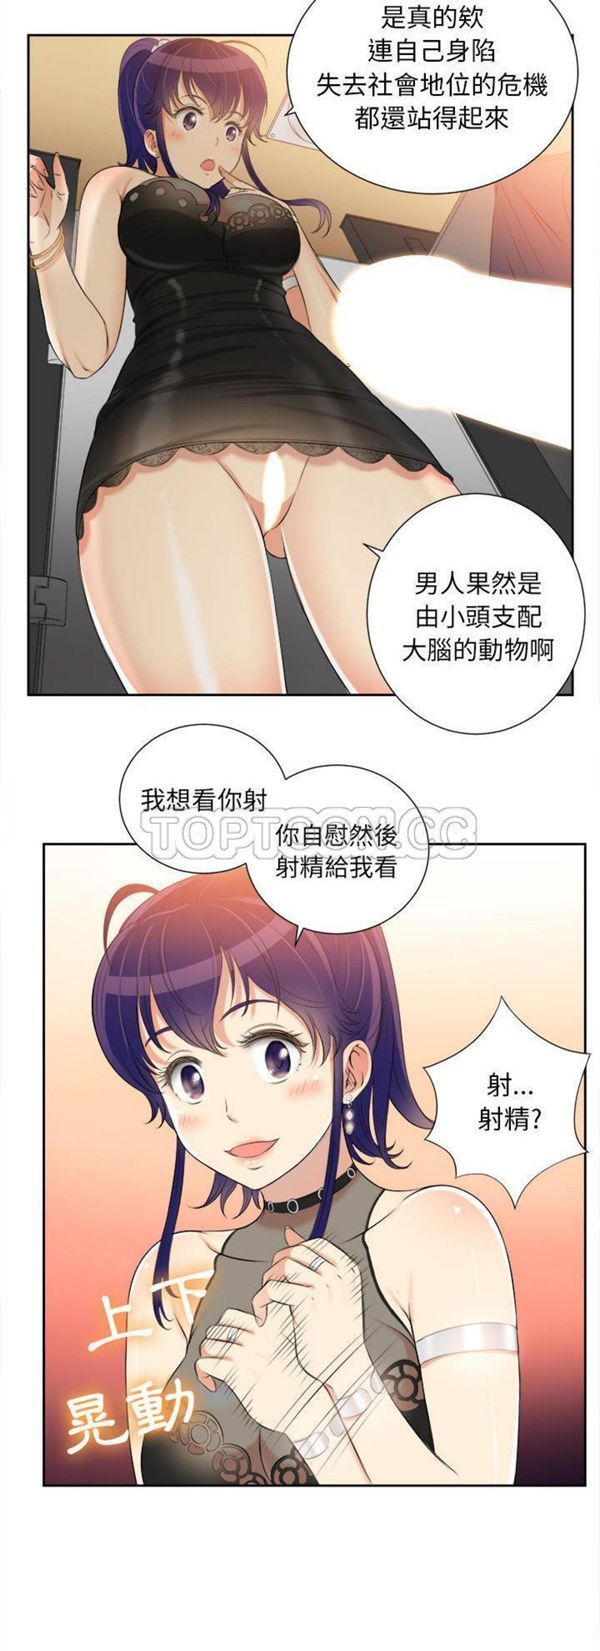 是真的欸
連自己身陷
失去社會地位的危機
都還站得起來
男人果然是
由小頭支配
大腦的動物啊
我想看你射
TOPTOON.CC
你自慰然後
射精給我看
射…
射精?
上下
晃動